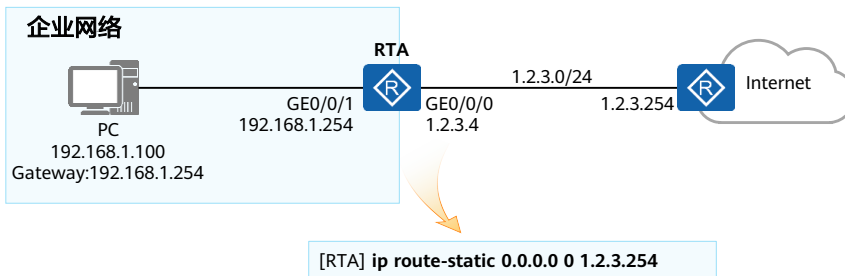 企业网络
RTA
R
1.2.3.0/24
R
Internet
GE0/0/1
192.168.1.254
GE0/0/0
1.2.3.4
1.2.3.254
PC
192.168.1.100
Gateway:192.168.1.254
[RTA] ip route-static 0.0.0.0 0 1.2.3.254